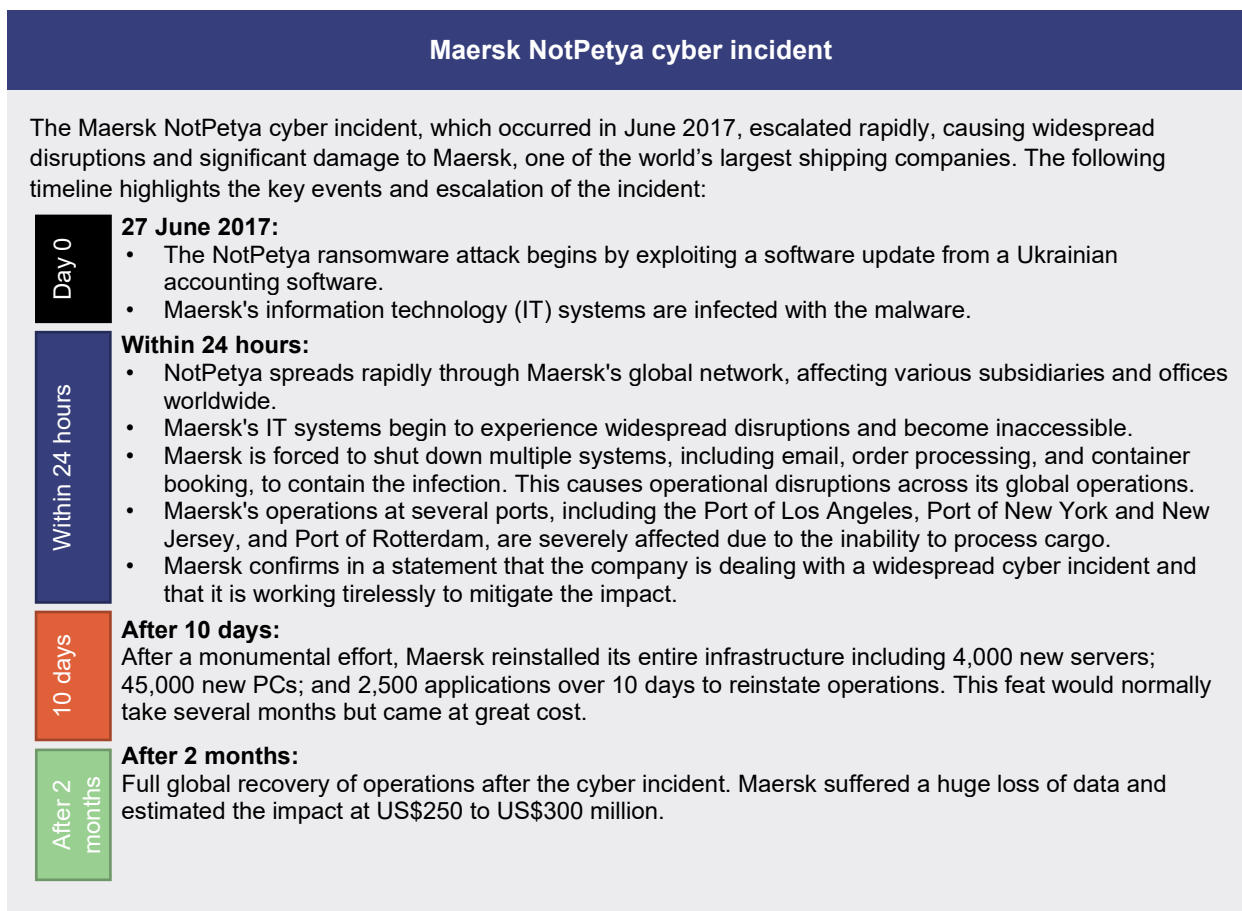 Maersk NotPetya cyber incident
The Maersk NotPetya cyber incident, which occurred in June 2017, escalated rapidly, causing widespread
disruptions and significant damage to Maersk, one of the world’s largest shipping companies. The following
timeline highlights the key events and escalation of the incident:
Day 0
27 June 2017:
• The NotPetya ransomware attack begins by exploiting a software update from a Ukrainian
accounting software.
• Maersk's information technology (IT) systems are infected with the malware.
Within 24 hours
Within 24 hours:
• NotPetya spreads rapidly through Maersk's global network, affecting various subsidiaries and offices
worldwide.
• Maersk's IT systems begin to experience widespread disruptions and become inaccessible.
• Maersk is forced to shut down multiple systems, including email, order processing, and container
booking, to contain the infection. This causes operational disruptions across its global operations.
• Maersk's operations at several ports, including the Port of Los Angeles, Port of New York and New
Jersey, and Port of Rotterdam, are severely affected due to the inability to process cargo.
• Maersk confirms in a statement that the company is dealing with a widespread cyber incident and
that it is working tirelessly to mitigate the impact.
10 days
After 10 days:
After a monumental effort, Maersk reinstalled its entire infrastructure including 4,000 new servers;
45,000 new PCs; and 2,500 applications over 10 days to reinstate operations. This feat would normally
take several months but came at great cost.
After 2
months
After 2 months:
Full global recovery of operations after the cyber incident. Maersk suffered a huge loss of data and
estimated the impact at US$250 to US$300 million.